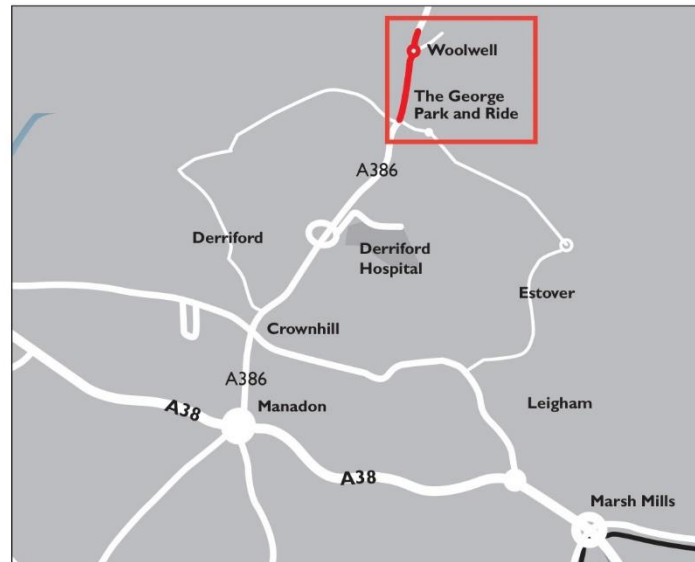 Woolwell
The George
Park and Ride
A386
Derriford
Derriford
Hospital
Estover
Crownhill
A386
Manadon
Leigham
A38
A38
Marsh Mills